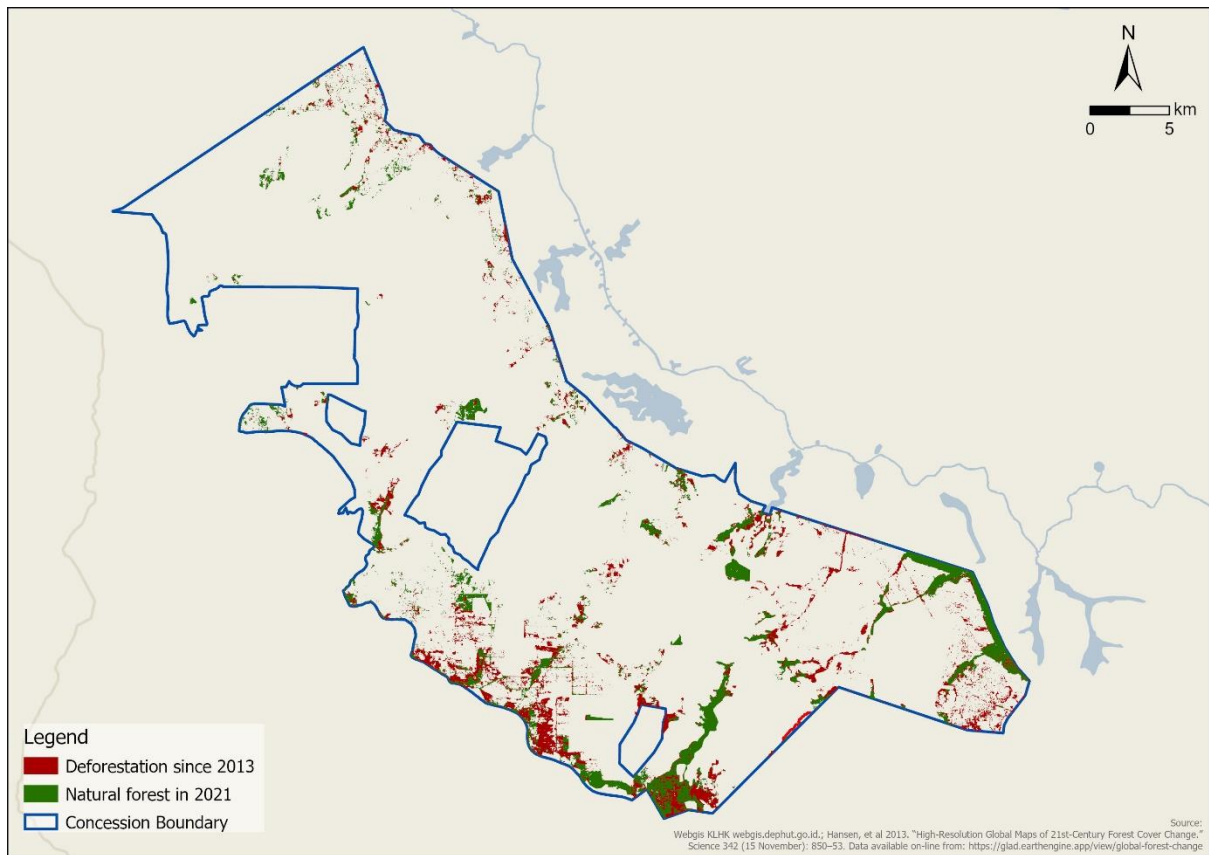 N
km
0 5
Legend
Deforestation since 2013
Natural forest in 2021
Concession Boundary
Source:
Webgis KLHK webgis.dephut.go.id.; Hansen, et al 2013. “High-Resolution Global Maps of 21st-Century Forest Cover Change.”
Science 342 (15 November): 850–53. Data available on-line from: https://glad.earthengine.app/view/global-forest-change